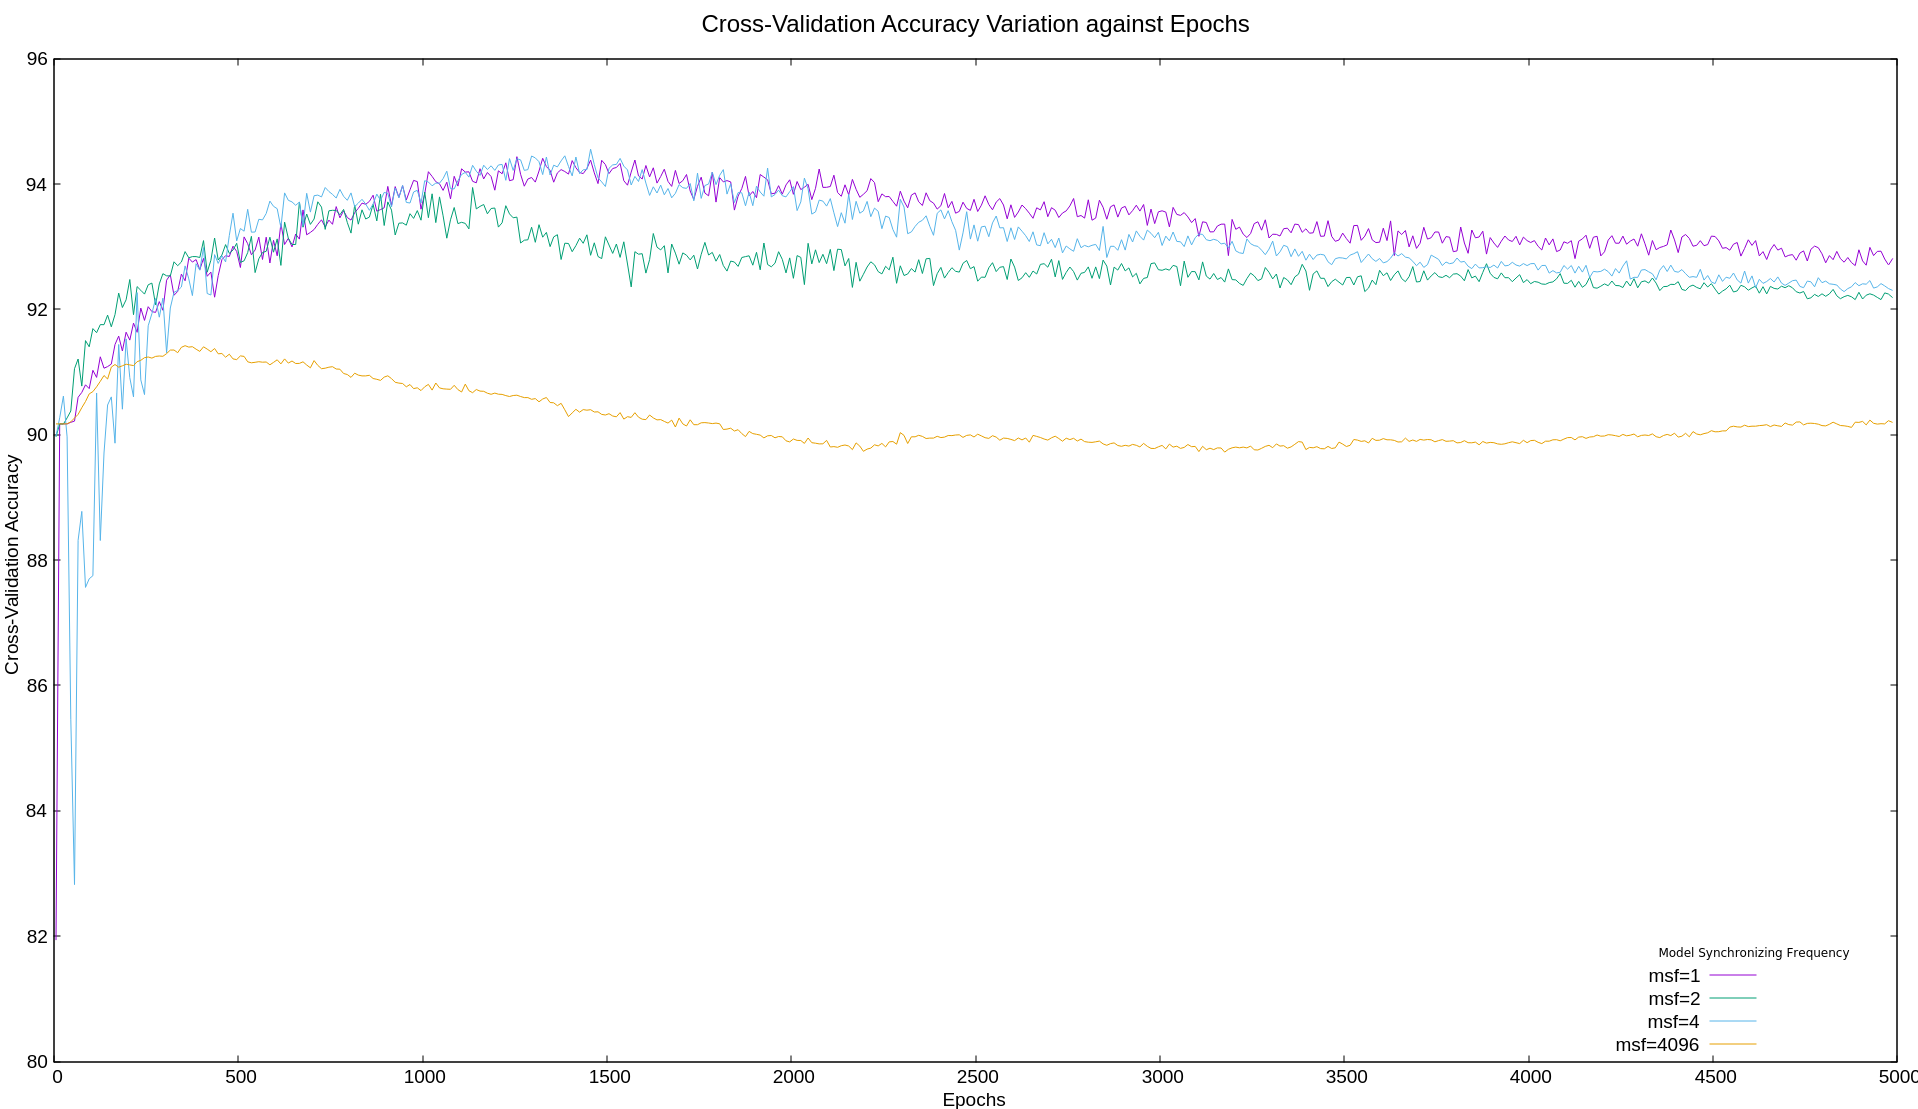 Cross-Validation Accuracy Variation against Epochs
96
94
92
90
88
86
84
82
80
Cross-Validation Accuracy
0 500 1000 1500 2000 2500 3000 3500 4000 4500 5000
Epochs
Model Synchronizing Frequency
msf=1
msf=2
msf=4
msf=4096